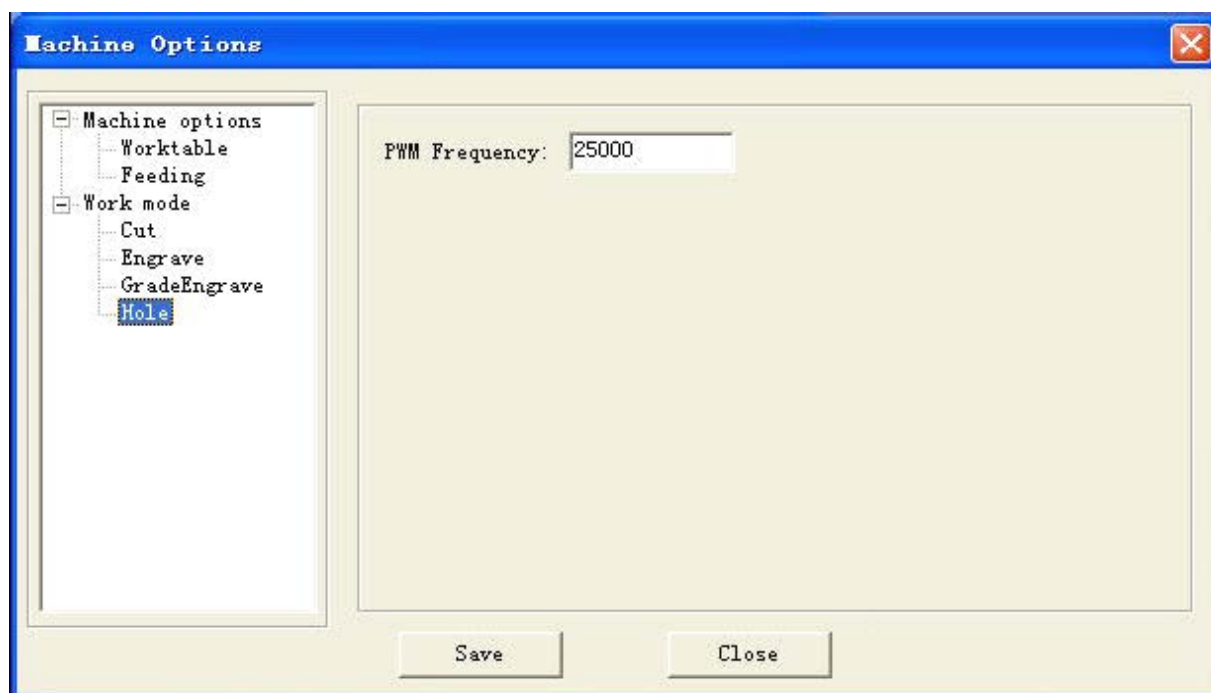 Machine Options
Machine options
Worktable
Feeding
Work mode
Cut
Engrave
GradeEngrave
Hole
PWM Frequency: 25000
Save Close